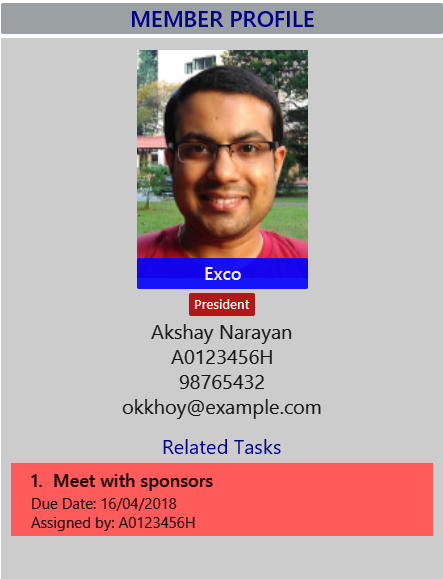 MEMBER PROFILE
Exco
President
Akshay Narayan
A0123456H
98765432
okkhoy@example.com
Related Tasks
1. Meet with sponsors
Due Date: 16/04/2018
Assigned by: A0123456H